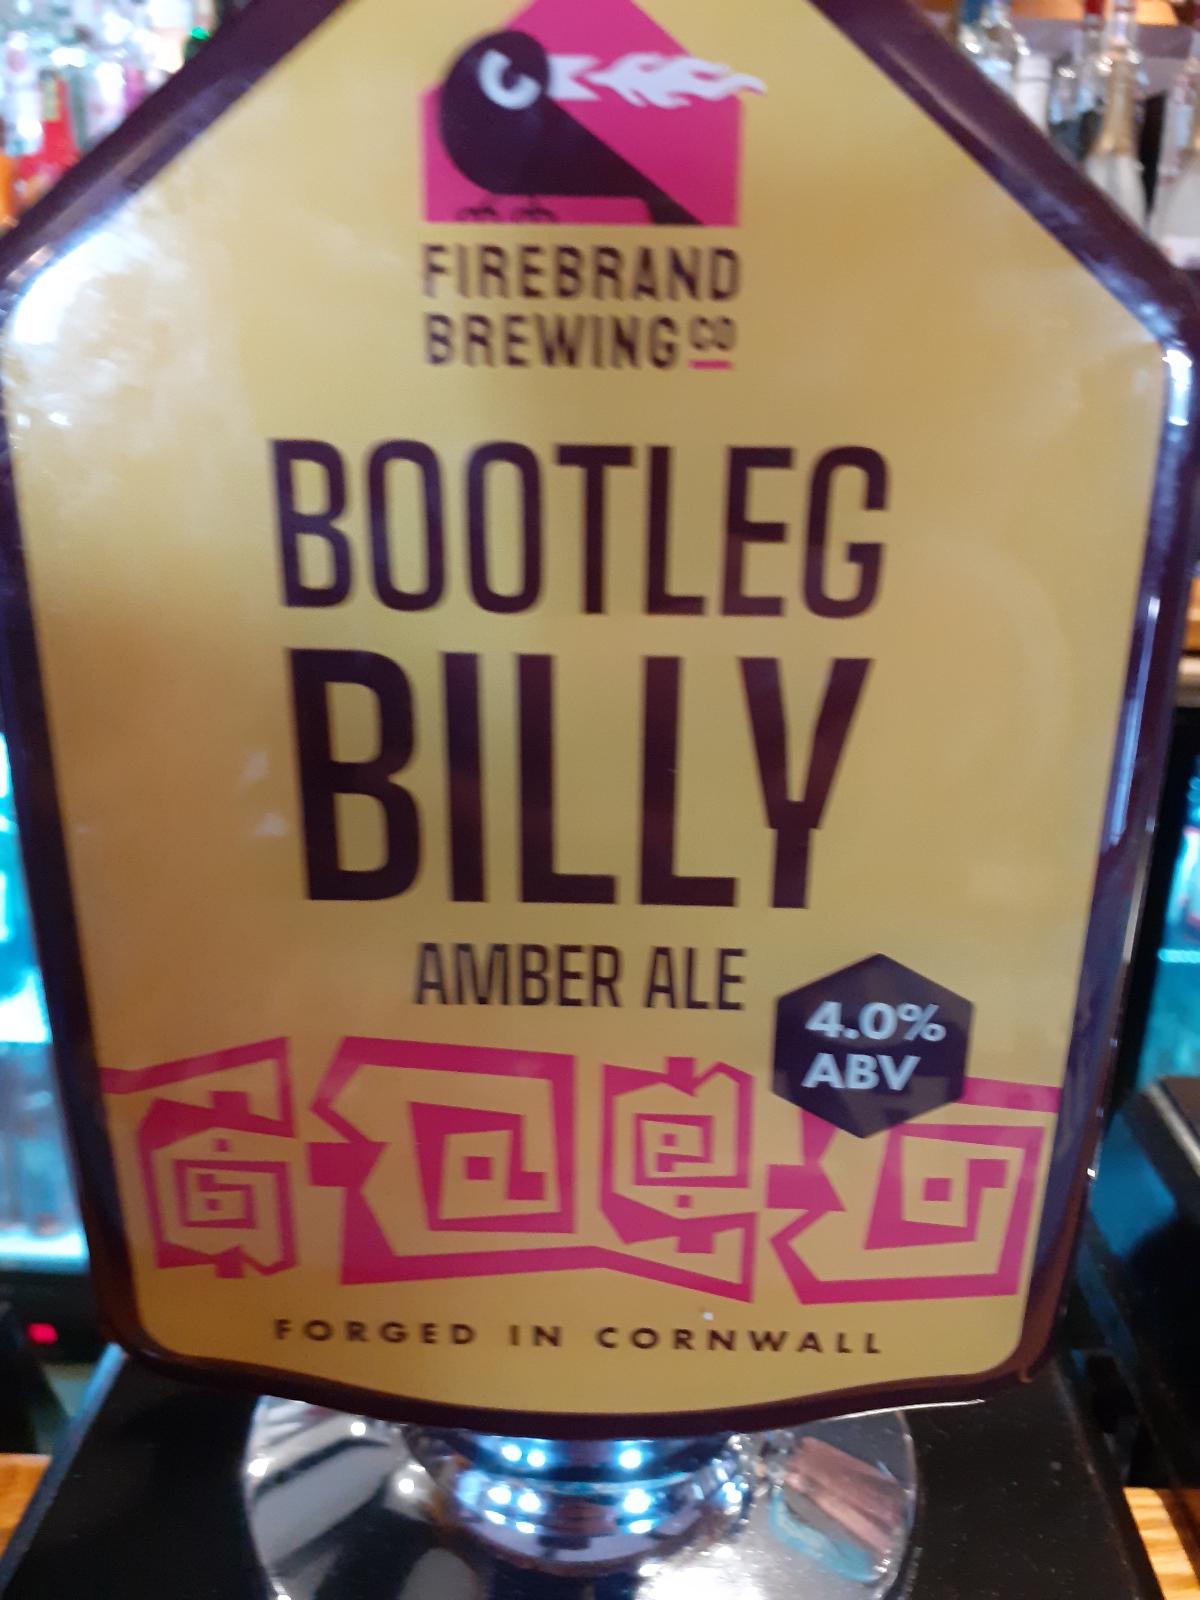 FIREBRAND
BREWING CO
BOOTLEG
BILLY
AMBER ALE
4.0%
ABV
FORGED IN CORNWALL